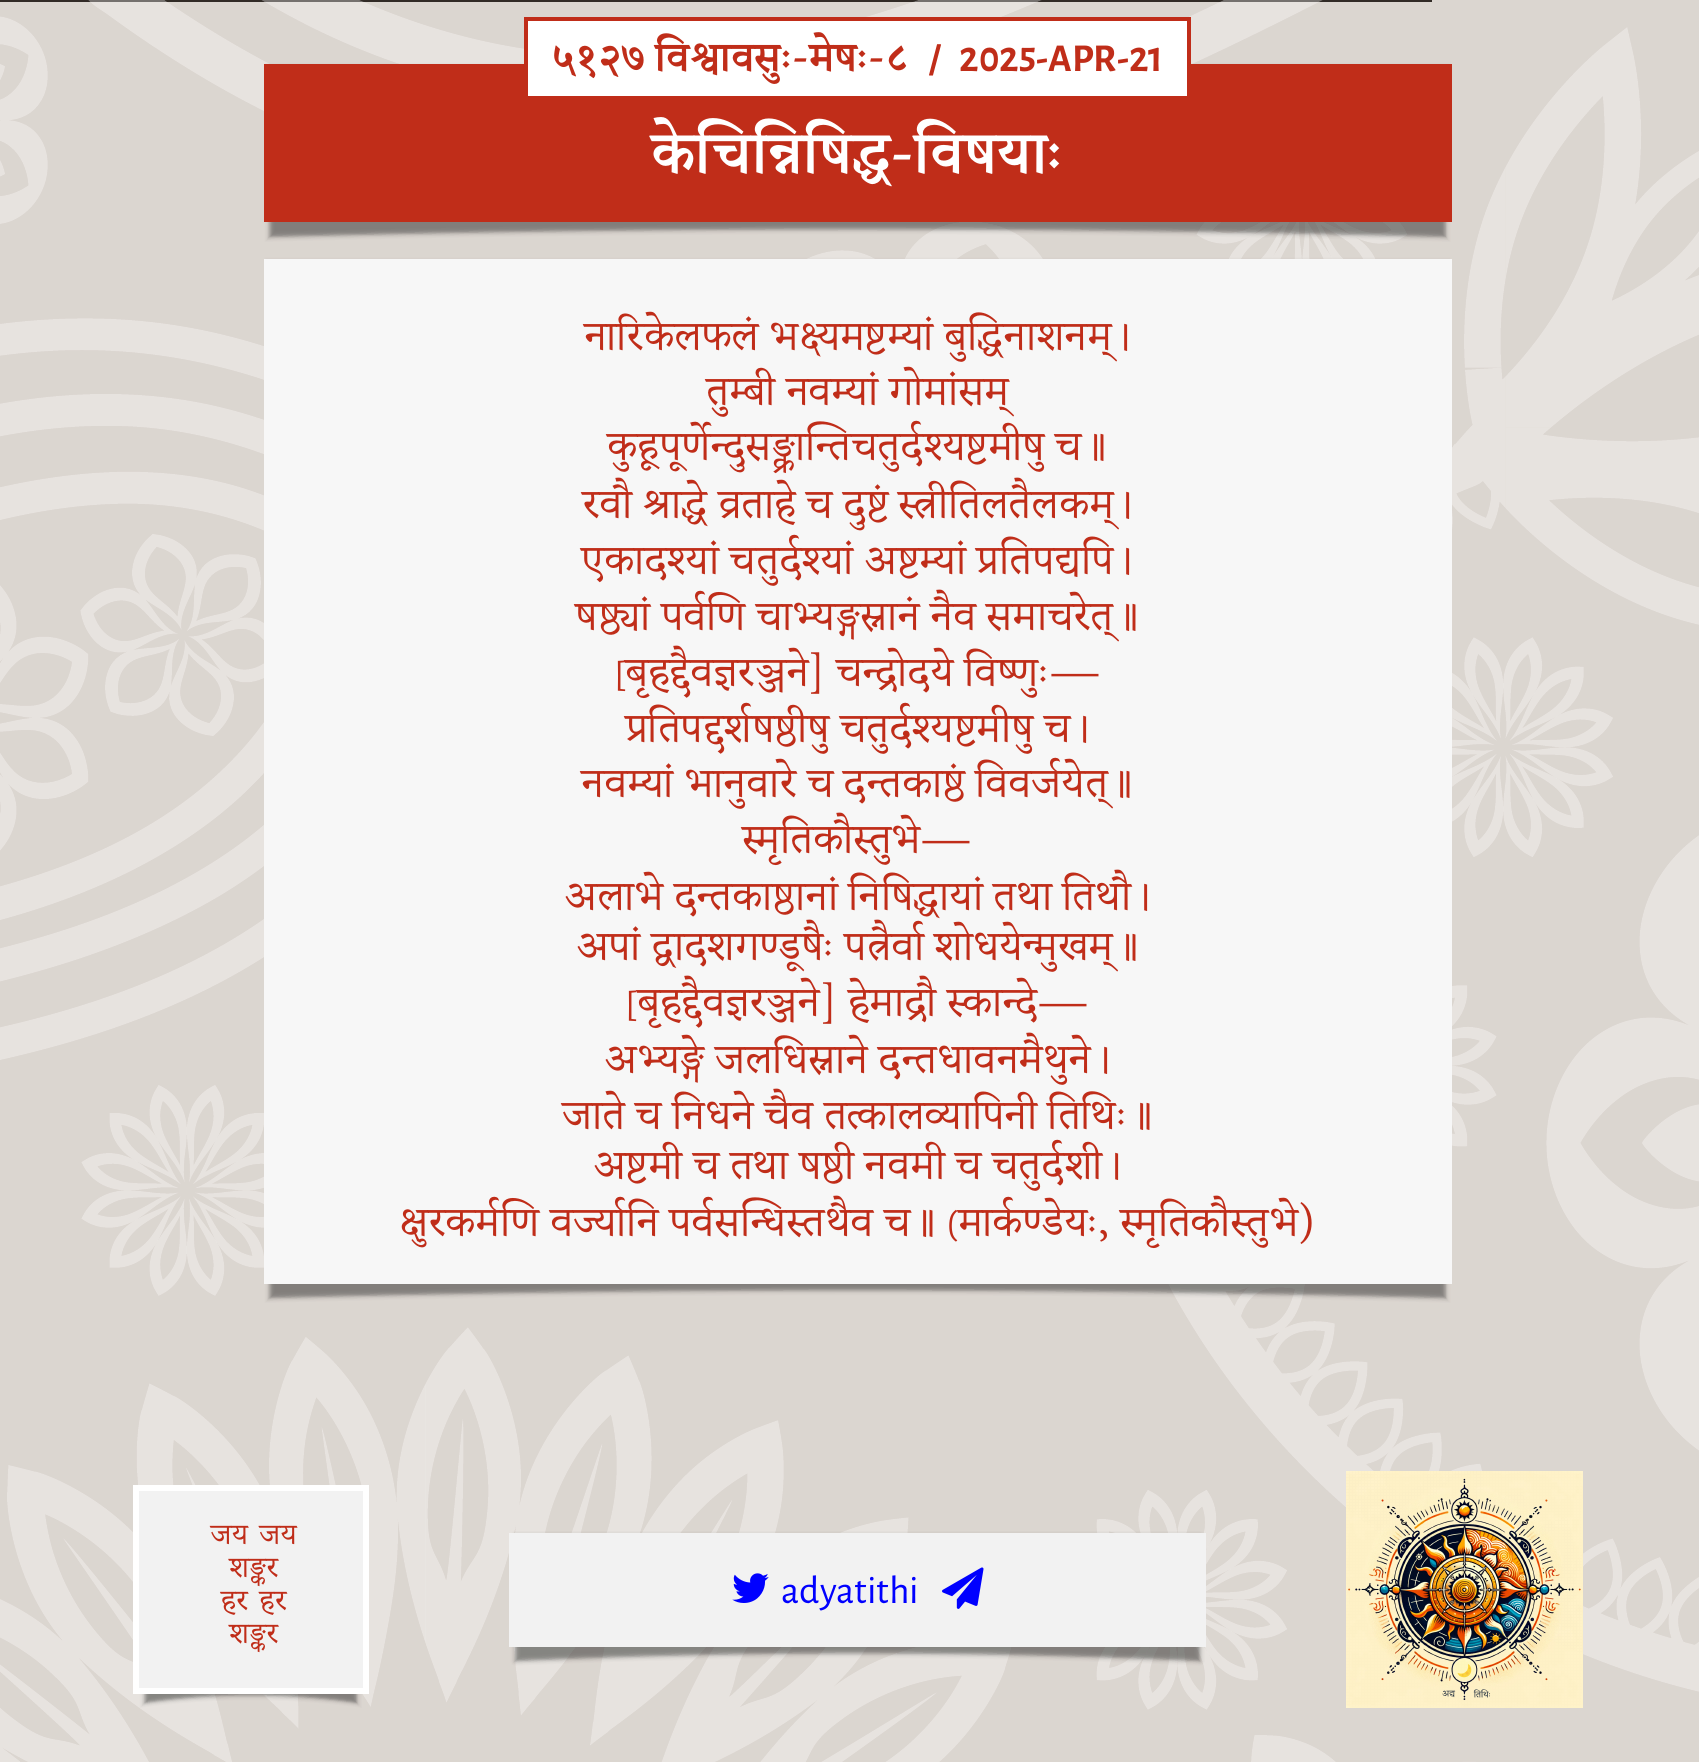 ५१२७ विश्वावसुः-मेषः-८ / 2025-APR-21
केचिन्निषिद्ध-विषयाः
नारिकेलफलं भक्ष्यमष्टम्यां बुद्धिनाशनम्।
तुम्बी नवम्यां गोमांसम्
कुहूपूर्णेन्दुसङ्क्रान्तिचतुर्दश्यष्टमीषु च॥
रवौ श्राद्धे व्रताहे च दुष्टं स्त्रीतिलतैलकम्।
एकादश्यां चतुर्दश्यां अष्टम्यां प्रतिपद्यपि।
षष्ठ्यां पर्वणि चाभ्यङ्गस्नानं नैव समाचरेत्॥
[बृहद्दैवज्ञरञ्जने] चन्द्रोदये विष्णुः—
प्रतिपद्दर्शषष्ठीषु चतुर्दश्यष्टमीषु च।
नवम्यां भानुवारे च दन्तकाष्ठं विवर्जयेत्॥
स्मृतिकौस्तुभे—
अलाभे दन्तकाष्ठानां निषिद्धायां तथा तिथौ।
अपां द्वादशगण्डूषैः पत्रैर्वा शोधयेन्मुखम्॥
[बृहद्दैवज्ञरञ्जने] हेमाद्रौ स्कान्दे—
अभ्यङ्गे जलधिस्नाने दन्तधावनमैथुने।
जाते च निधने चैव तत्कालव्यापिनी तिथिः॥
अष्टमी च तथा षष्ठी नवमी च चतुर्दशी।
क्षुरकर्मणि वर्ज्यानि पर्वसन्धिस्तथैव च॥ (मार्कण्डेयः, स्मृतिकौस्तुभे)
जय जय
शङ्कर
हर हर
शङ्कर
adyatithi
अद्य तिथिः